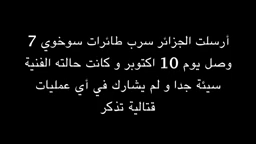 أرسلت الجزائر سرب طائرات سوخوي 7
وصل يوم 10 اكتوبر و كانت حالته الفنية
سيئة جدا و لم يشارك في أي عمليات
قتالية تذكر